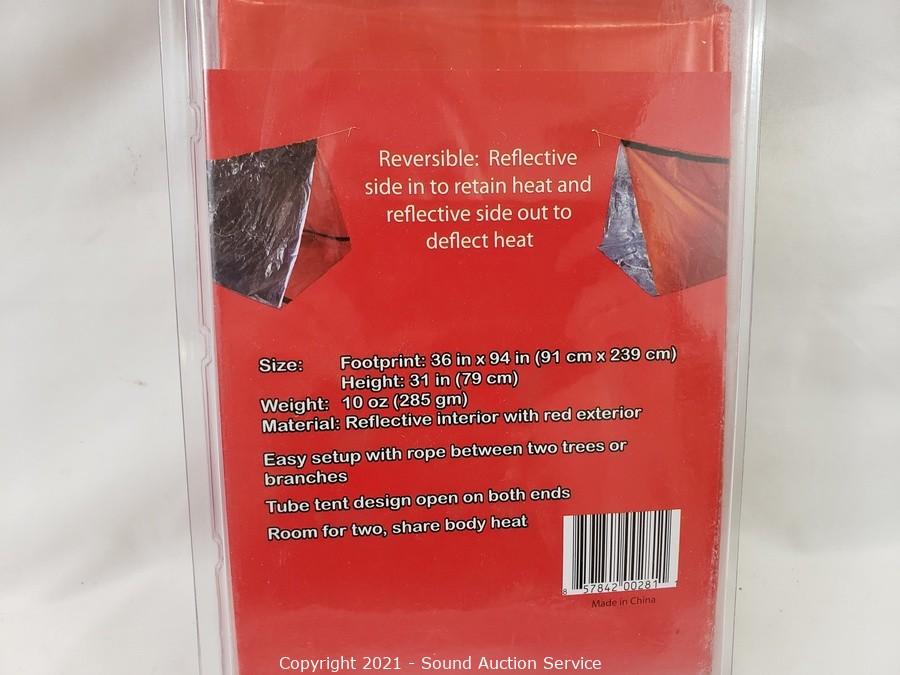 Reversible: Reflective
side in to retain heat and
reflective side out to
deflect heat
Size: Footprint: 36 in x 94 in (91 cm x 239 cm)
Height: 31 in (79 cm)
Weight: 10 oz (285 gm)
Material: Reflective interior with red exterior
Easy setup with rope between two trees or
branches
Tube tent design open on both ends
Room for two, share body heat
8 57842 00281 1
Made in China
Copyright 2021 - Sound Auction Service